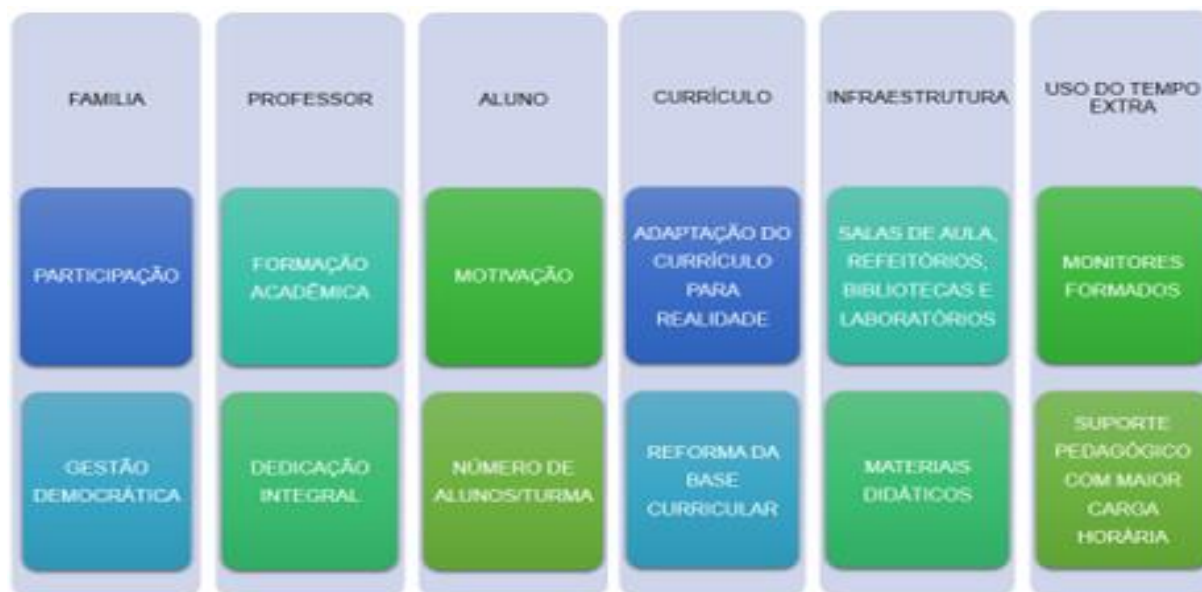 FAMILIA
PROFESSOR
ALUNO
CURRÍCULO
INFRAESTRUTURA
USO DO TEMPO
EXTRA
PARTICIPAÇÃO
FORMAÇÃO
ACADÊMICA
MOTIVAÇÃO
ADAPTAÇÃO DO
CURRÍCULO
PARA
REALIDADE
SALAS DE AULA,
REFEITÓRIOS,
BIBLIOTECAS E
LABORATÓRIOS
MONITORES
FORMADOS
GESTÃO
DEMOCRÁTICA
DEDICAÇÃO
INTEGRAL
NÚMERO DE
ALUNOS/TURMA
REFORMA DA
BASE
CURRICULAR
MATERIAIS
DIDÁTICOS
SUPORTE
PEDAGÓGICO
COM MAIOR
CARGA
HORÁRIA